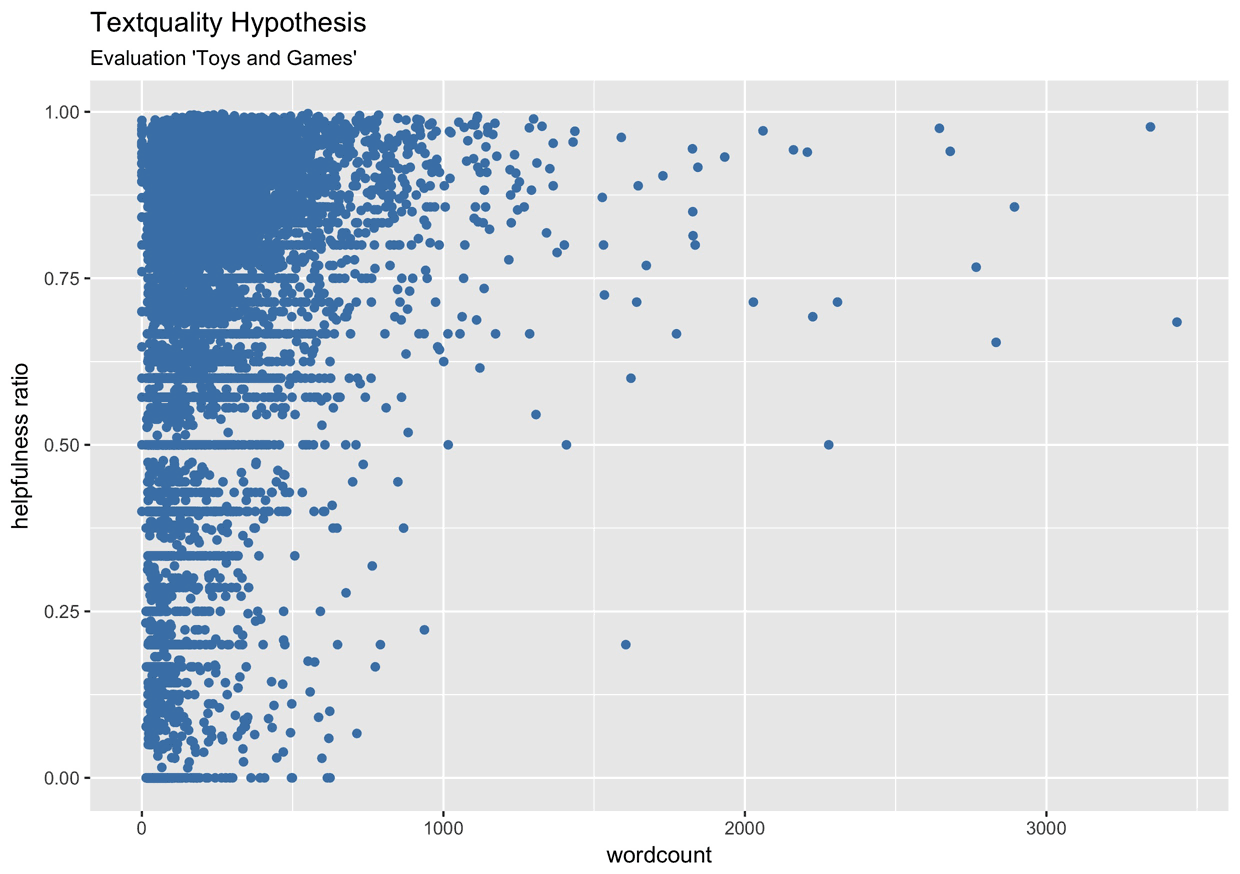 Textquality Hypothesis
Evaluation 'Toys and Games'
helpfulness ratio
1.00
0.75
0.50
0.25
0.00
0
1000
2000
3000
wordcount